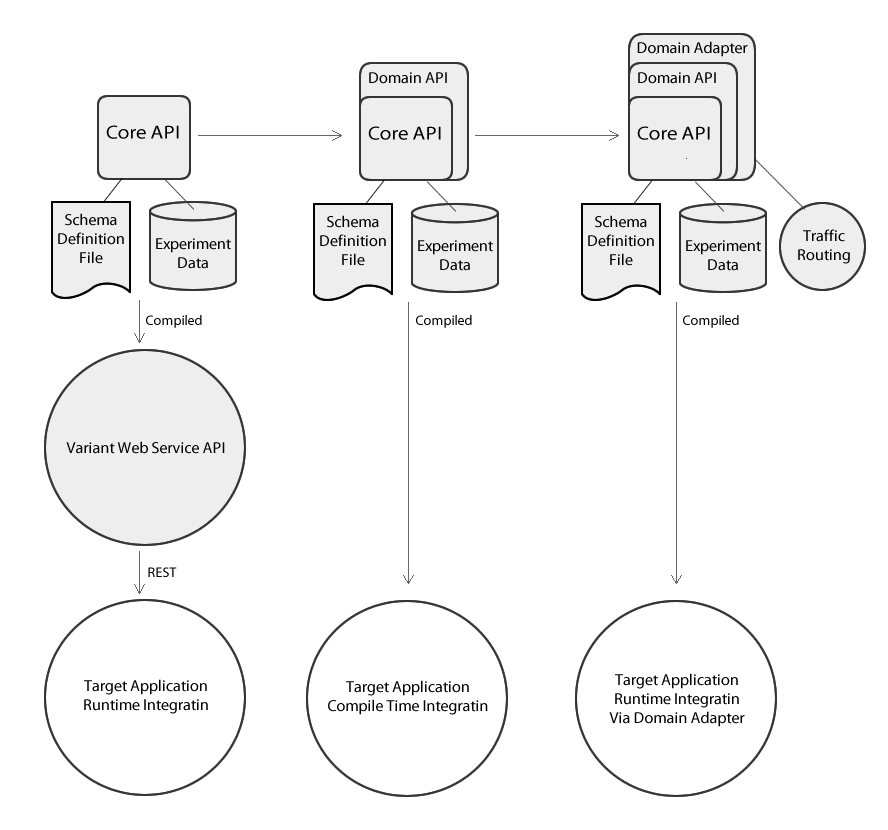 Domain Adapter
Domain API
Domain API
Core API
Core API
Core API
Schema
Definition
File
Experiment
Data
Schema
Definition
File
Experiment
Data
Schema
Definition
File
Experiment
Data
Traffic
Routing
Compiled
Compiled
Compiled
Variant Web Service API
REST
Target Application
Runtime Integratin
Target Application
Compile Time Integratin
Target Application
Runtime Integratin
Via Domain Adapter